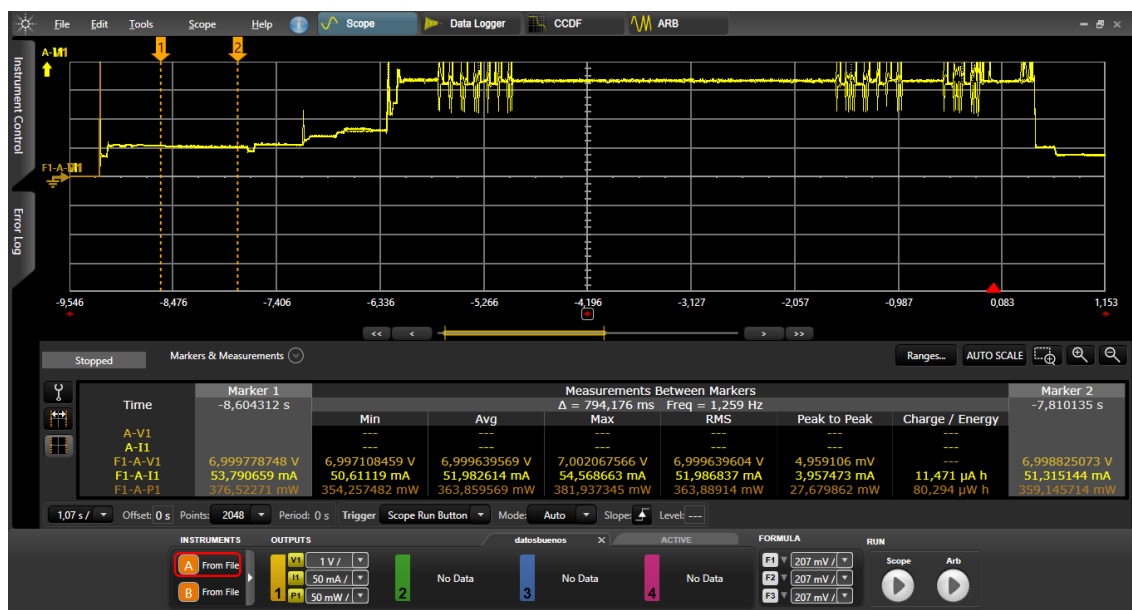 File Edit Tools Scope Help Scope Data Logger CCDF ARB
Instrument Control
Error Log
1 2
F1-A-
-9,546 -8,476 -7,406 -6,336 -5,266 -4,196 -3,127 -2,057 -0,987 0,083 1,153
<< < > >>
Stopped Markers & Measurements Ranges... AUTO SCALE
Marker 1 Measurements Between Markers Marker 2
Time -8,604312 s Δ = 794,176 ms Freq = 1,259 Hz -7,810135 s
Min Avg Max RMS Peak to Peak Charge / Energy
A-V1 --- --- --- --- --- ---
A-I1 --- --- --- --- --- ---
F1-A-V1 6,999778748 V 6,997108459 V 6,999639569 V 7,002067566 V 6,999639604 V 4,959106 mV 6,998825073 V
F1-A-I1 53,790659 mA 50,61119 mA 51,982614 mA 54,568663 mA 51,986837 mA 3,957473 mA 11,471 µA h 51,315144 mA
F1-A-P1 376,52271 mW 354,257482 mW 363,859569 mW 381,937345 mW 363,88914 mW 27,679862 mW 80,294 µW h 359,145714 mW
1,07 s / Offset: 0 s Points: 2048 Period: 0 s Trigger Scope Run Button Mode: Auto Slope: Level: ---
INSTRUMENTS OUTPUTS datosbuenos X ACTIVE FORMULA RUN
A From File
B From File
1 V1 1 V /
I1 50 mA /
P1 50 mW /
2 No Data 3 No Data 4 No Data
F1 207 mV /
F2 207 mV /
F3 207 mV /
Scope Arb